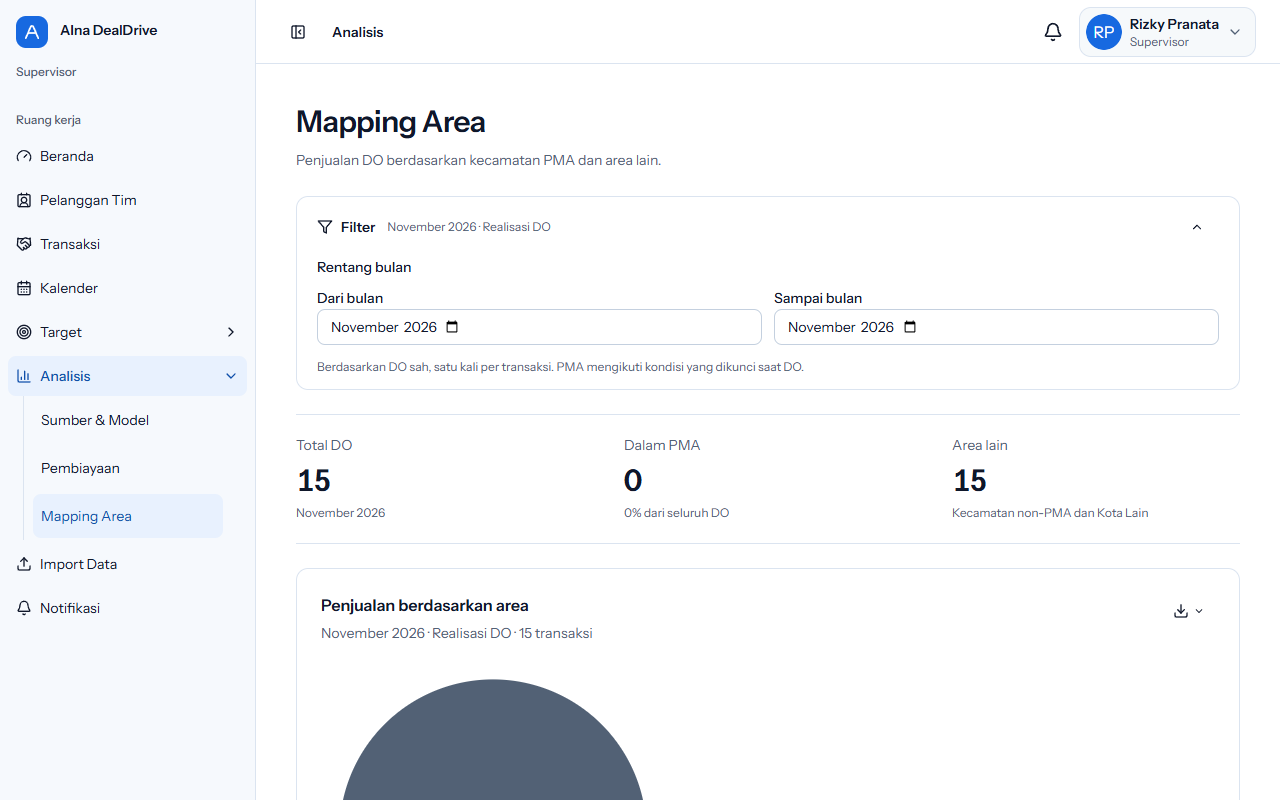 A
AIna DealDrive
Supervisor
Ruang kerja
Beranda
Pelanggan Tim
Transaksi
Kalender
Target
Analisis
Sumber & Model
Pembiayaan
Mapping Area
Import Data
Notifikasi
Analisis
RP
Rizky Pranata
Supervisor
Mapping Area
Penjualan DO berdasarkan kecamatan PMA dan area lain.
Filter November 2026 · Realisasi DO
Rentang bulan
Dari bulan
November 2026
Sampai bulan
November 2026
Berdasarkan DO sah, satu kali per transaksi. PMA mengikuti kondisi yang dikunci saat DO.
Total DO
15
November 2026
Dalam PMA
0
0% dari seluruh DO
Area lain
15
Kecamatan non-PMA dan Kota Lain
Penjualan berdasarkan area
November 2026 · Realisasi DO · 15 transaksi